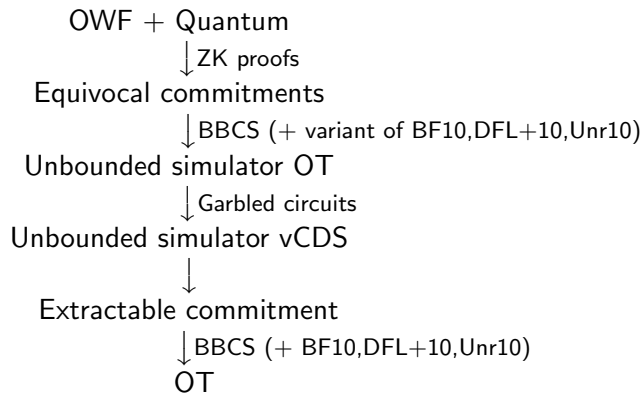 OWF + Quantum
ZK proofs
Equivocal commitments
BBCS (+ variant of BF10,DFL+10,Unr10)
Unbounded simulator OT
Garbled circuits
Unbounded simulator vCDS
Extractable commitment
BBCS (+ BF10,DFL+10,Unr10)
OT